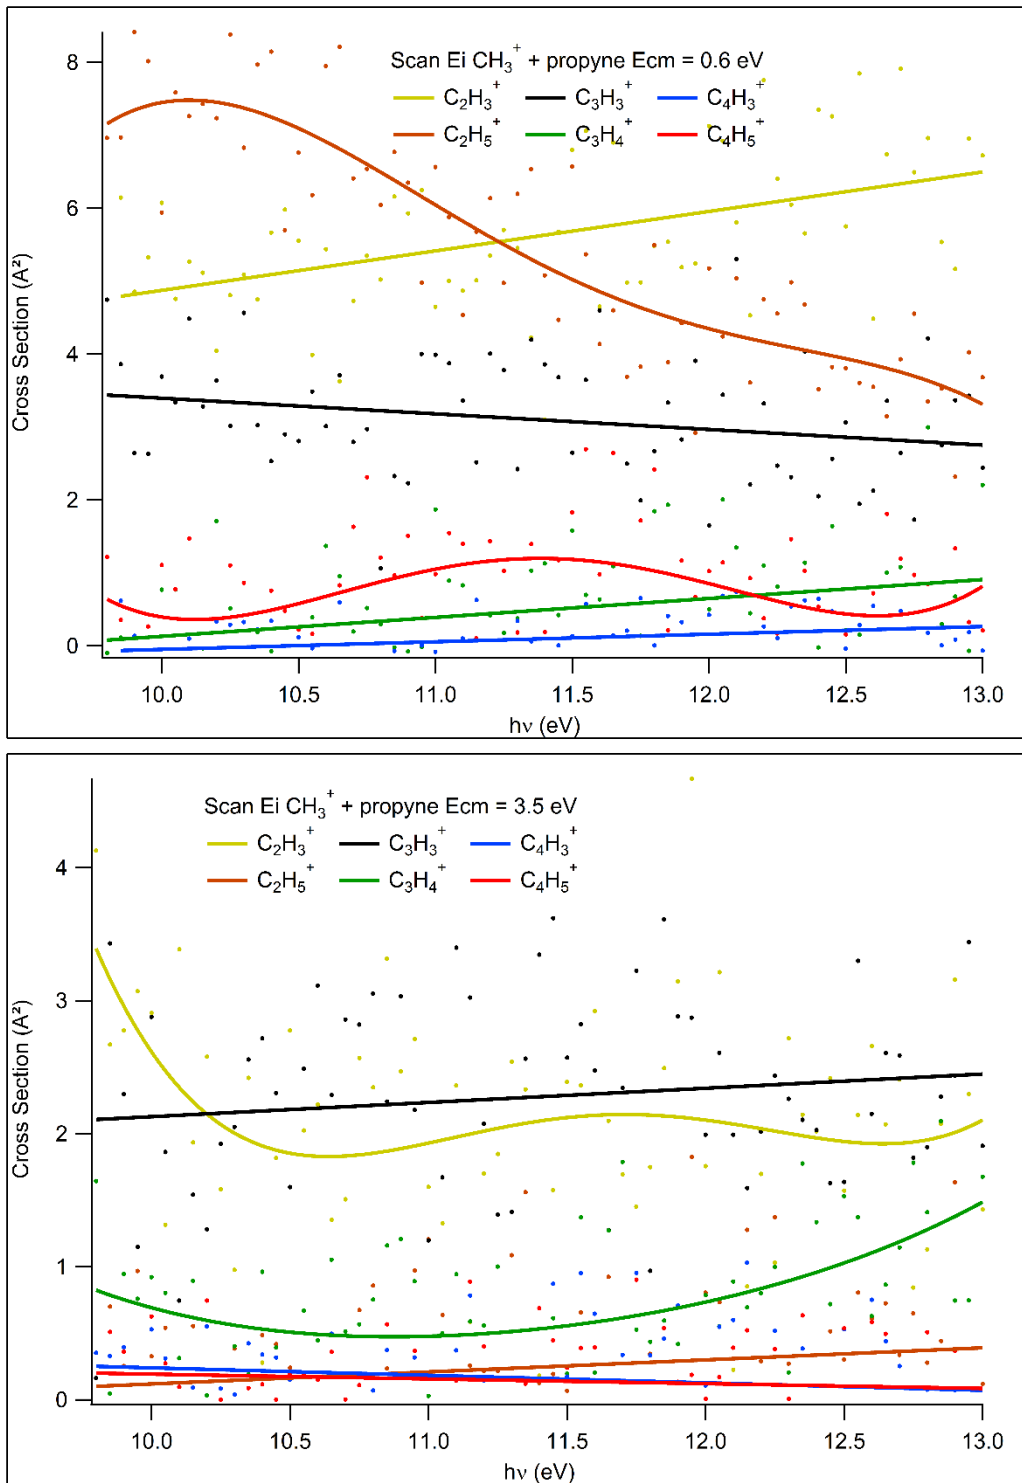 Scan Ei CH₃⁺ + propyne Ecm = 0.6 eV
C₂H₃⁺ C₃H₃⁺ C₄H₃⁺
C₂H₅⁺ C₃H₄⁺ C₄H₅⁺
8
6
4
2
0
Cross Section (A²)
10.0 10.5 11.0 11.5 12.0 12.5 13.0
hν (eV)
Scan Ei CH₃⁺ + propyne Ecm = 3.5 eV
C₂H₃⁺ C₃H₃⁺ C₄H₃⁺
C₂H₅⁺ C₃H₄⁺ C₄H₅⁺
4
3
2
1
0
Cross Section (A²)
10.0 10.5 11.0 11.5 12.0 12.5 13.0
hν (eV)